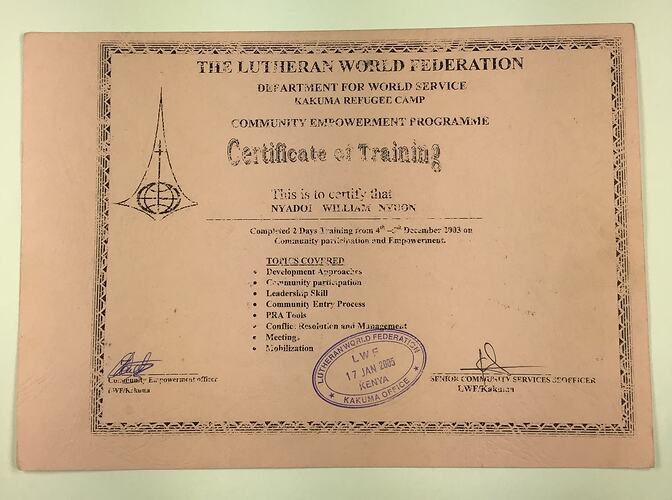 THE LUTHERAN WORLD FEDERATION
DEPARTMENT FOR WORLD SERVICE
KAKUMA REFUGEE CAMP
COMMUNITY EMPOWERMENT PROGRAMME
Certificate of Training
This is to certify that
NYADOI WILLIAM NYUON
Completed 2 Days Training from 4th – December 2003 on
Community participation and Empowerment.
TOPICS COVERED
• Development Approaches
• Community participation
• Leadership Skill
• Community Entry Process
• PRA Tools
• Conflict Resolution and Management
• Meetings
• Mobilization
Community Empowerment officer
LWF/Kakuma
LUTHERAN WORLD FEDERATION
LWF
17 JAN 2005
KENYA
★ KAKUMA OFFICE ★
SENIOR COMMUNITY SERVICES OFFICER
LWF/Kakuma